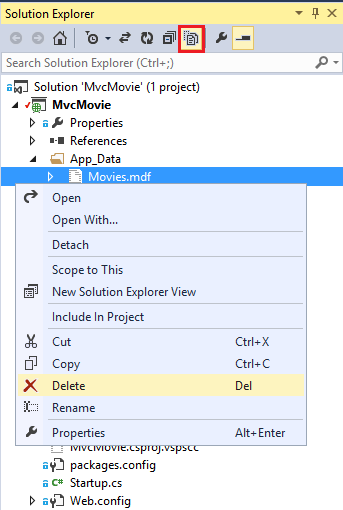 Solution Explorer
Search Solution Explorer (Ctrl+;)
Solution 'MvcMovie' (1 project)
MvcMovie
Properties
References
App_Data
Movies.mdf
Open
Open With...
Detach
Scope to This
New Solution Explorer View
Include In Project
Cut Ctrl+X
Copy Ctrl+C
Delete Del
Rename
Properties Alt+Enter
MvcMovie.csproj.vspscc
packages.config
Startup.cs
Web.config